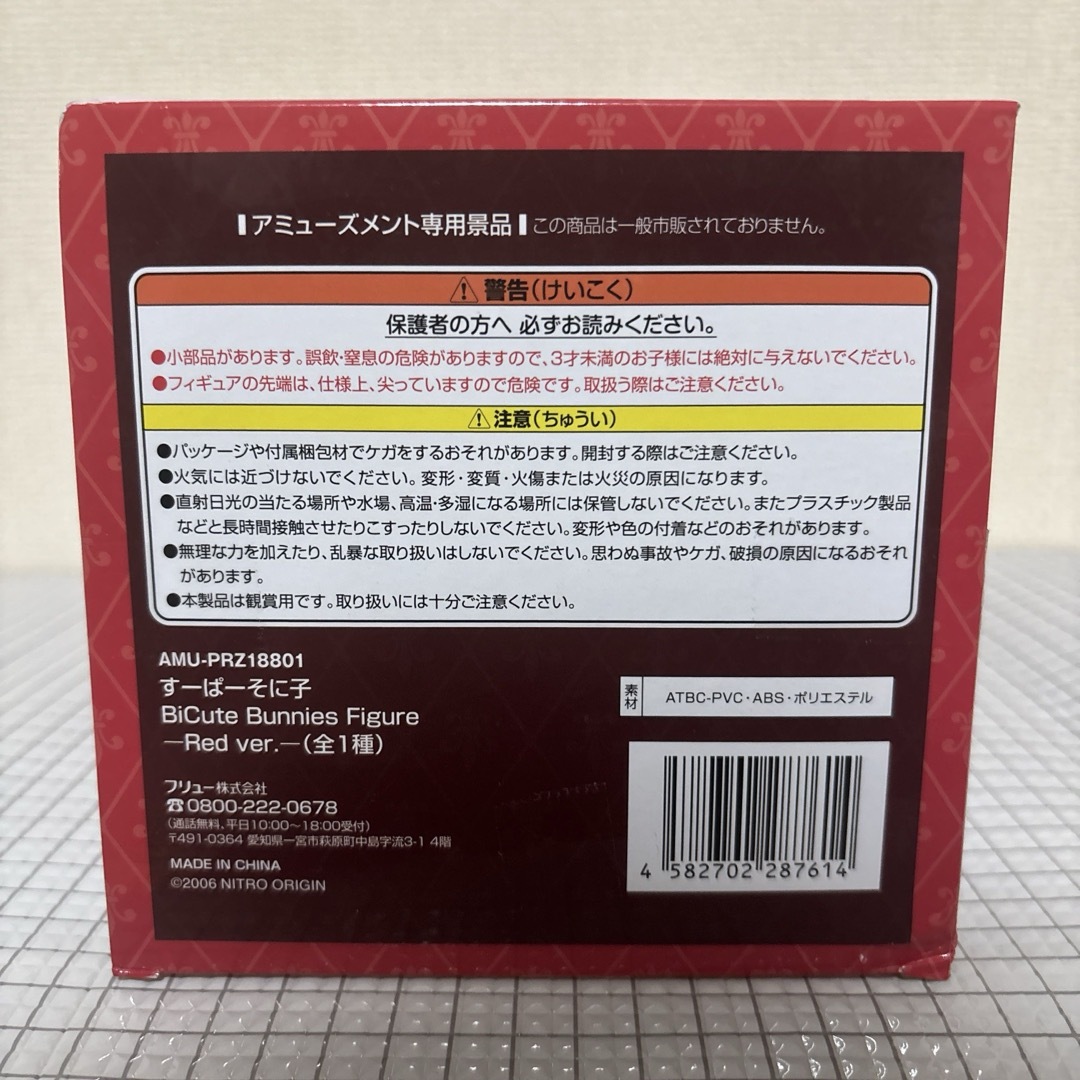 アミューズメント専用景品 この商品は一般市販されておりません。
警告(けいこく)
保護者の方へ 必ずお読みください。
●小部品があります。誤飲・窒息の危険がありますので、3才未満のお子様には絶対に与えないでください。
●フィギュアの先端は、仕様上、尖っていますので危険です。取扱う際はご注意ください。
注意(ちゅうい)
●パッケージや付属梱包材でケガをするおそれがあります。開封する際はご注意ください。
●火気には近づけないでください。変形・変質・火傷または火災の原因になります。
●直射日光の当たる場所や水場、高温・多湿になる場所には保管しないでください。またプラスチック製品
などと長時間接触させたりこすったりしないでください。変形や色の付着などのおそれがあります。
●無理な力を加えたり、乱暴な取り扱いはしないでください。思わぬ事故やケガ、破損の原因になるおそれ
があります。
●本製品は観賞用です。取り扱いには十分ご注意ください。
AMU-PRZ18801
すーぱーそに子
BiCute Bunnies Figure
—Red ver.—(全1種)
素材 ATBC-PVC・ABS・ポリエステル
フリュー株式会社
☎0800-222-0678
(通話無料、平日10:00〜18:00受付)
〒491-0364 愛知県一宮市萩原町中島字流3-1 4階
MADE IN CHINA
©2006 NITRO ORIGIN
4 582702 287614